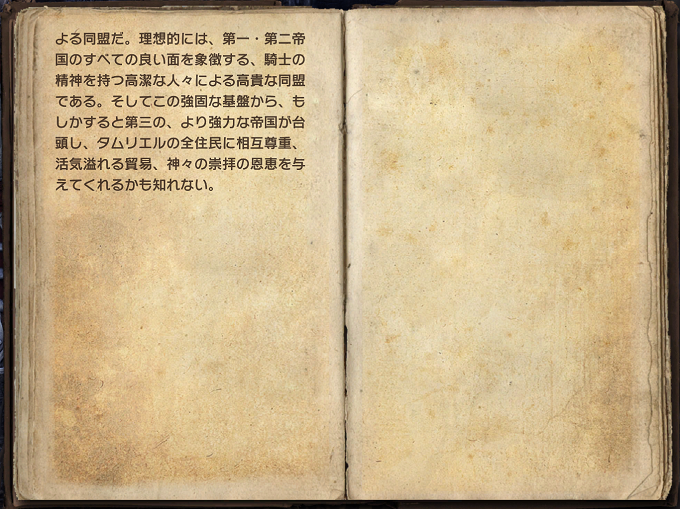 よる同盟だ。理想的には、第一・第二帝
国のすべての良い面を象徴する、騎士の
精神を持つ高潔な人々による高貴な同盟
である。そしてこの強固な基盤から、も
しかすると第三の、より強力な帝国が台
頭し、タムリエルの全住民に相互尊重、
活気溢れる貿易、神々の崇拝の恩恵を与
えてくれるかも知れない。